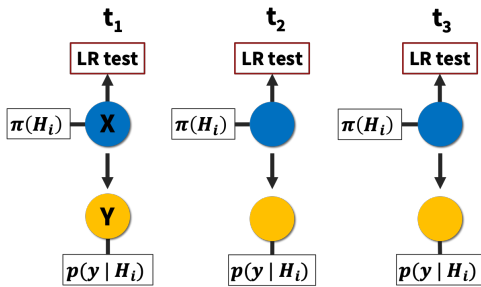 t₁ t₂ t₃
LR test LR test LR test
π(Hᵢ) X π(Hᵢ) π(Hᵢ)
Y
p(y | Hᵢ) p(y | Hᵢ) p(y | Hᵢ)